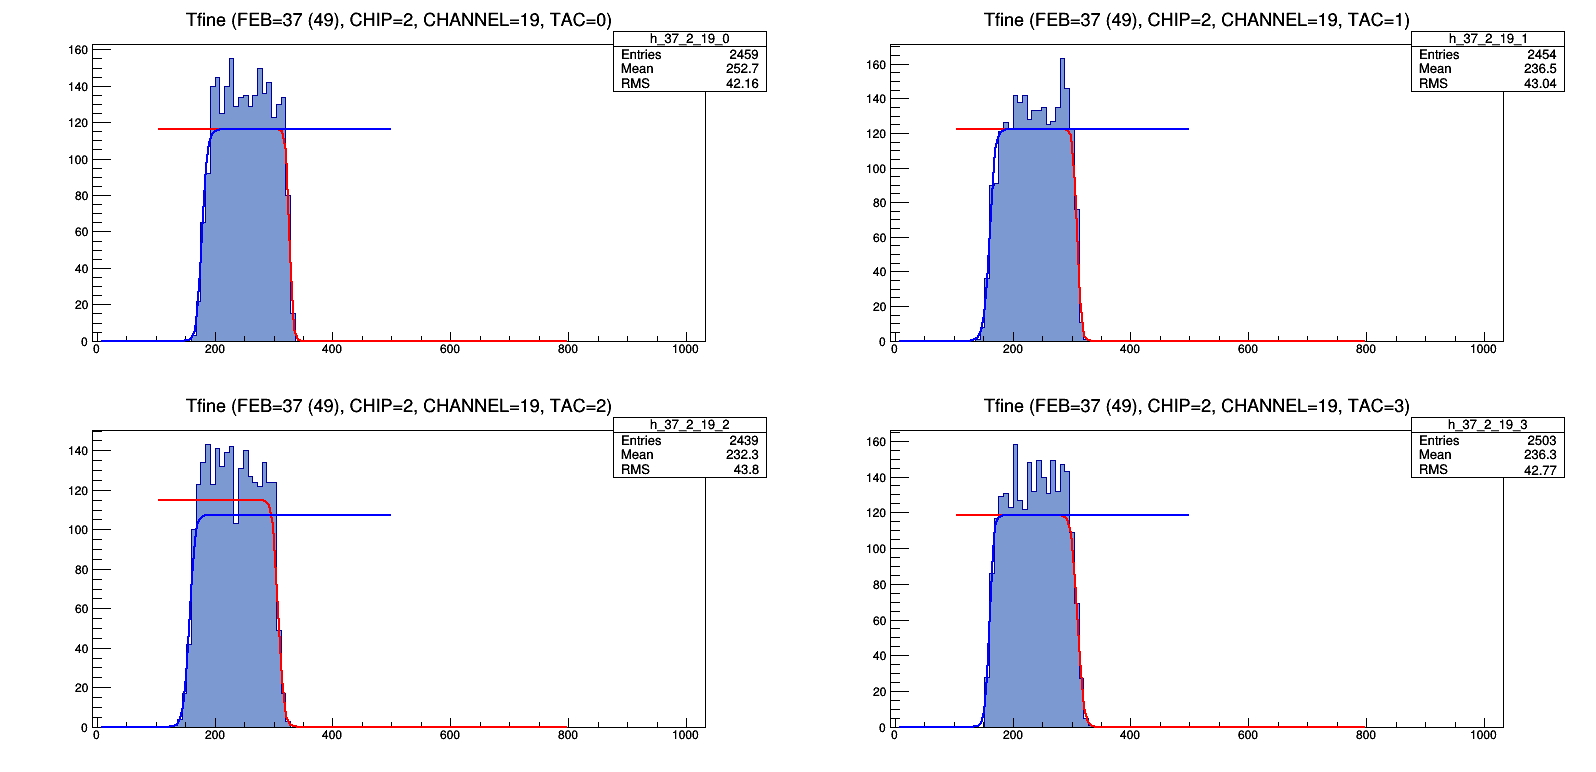 Tfine (FEB=37 (49), CHIP=2, CHANNEL=19, TAC=0)
h_37_2_19_0
Entries 2459
Mean 252.7
RMS 42.16
160
140
120
100
80
60
40
20
0
0 200 400 600 800 1000
Tfine (FEB=37 (49), CHIP=2, CHANNEL=19, TAC=1)
h_37_2_19_1
Entries 2454
Mean 236.5
RMS 43.04
160
140
120
100
80
60
40
20
0
0 200 400 600 800 1000
Tfine (FEB=37 (49), CHIP=2, CHANNEL=19, TAC=2)
h_37_2_19_2
Entries 2439
Mean 232.3
RMS 43.8
140
120
100
80
60
40
20
0
0 200 400 600 800 1000
Tfine (FEB=37 (49), CHIP=2, CHANNEL=19, TAC=3)
h_37_2_19_3
Entries 2503
Mean 236.3
RMS 42.77
160
140
120
100
80
60
40
20
0
0 200 400 600 800 1000